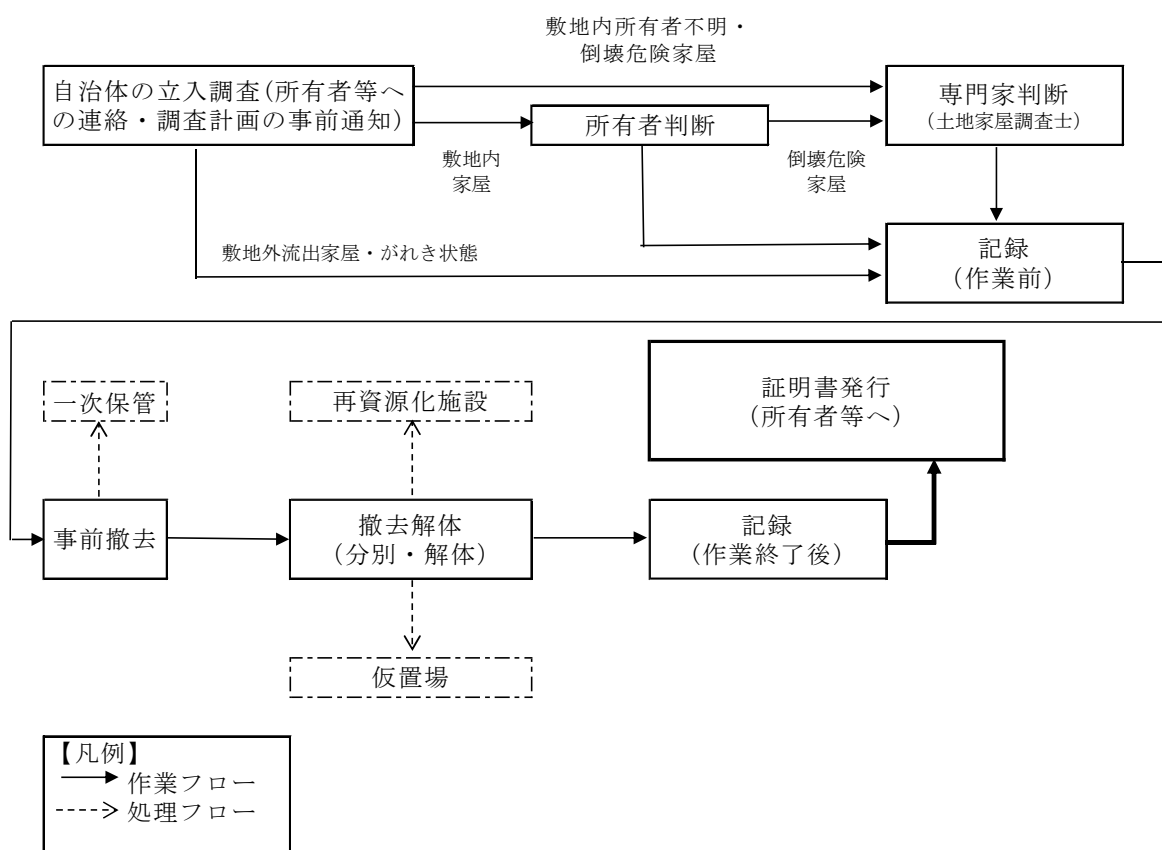 敷地内所有者不明・
倒壊危険家屋
自治体の立入調査(所有者等へ
の連絡・調査計画の事前通知)
所有者判断
専門家判断
(土地家屋調査士)
敷地内
家屋
倒壊危険
家屋
敷地外流出家屋・がれき状態
記録
(作業前)
一次保管
再資源化施設
証明書発行
(所有者等へ)
事前撤去
撤去解体
(分別・解体)
記録
(作業終了後)
仮置場
【凡例】
作業フロー
処理フロー